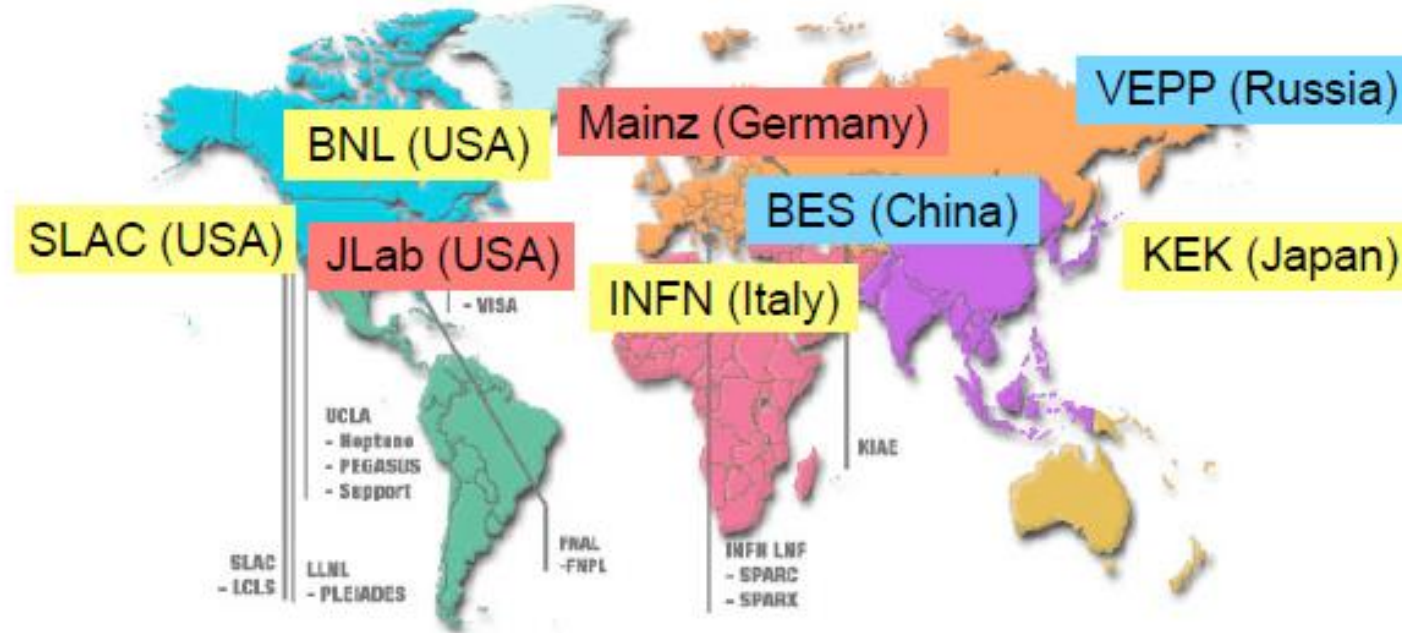 VEPP (Russia)
Mainz (Germany)
BNL (USA)
BES (China)
SLAC (USA)
JLab (USA)
KEK (Japan)
INFN (Italy)
- VISA
UCLA
- Neptune
- PEGASUS
- Support
KIAE
FNAL
-FNPL
INFN LNF
- SPARC
- SPARX
SLAC
- LCLS
LLNL
- PLEIADES